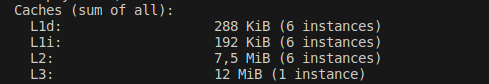 Caches (sum of all):
L1d: 288 KiB (6 instances)
L1i: 192 KiB (6 instances)
L2: 7,5 MiB (6 instances)
L3: 12 MiB (1 instance)